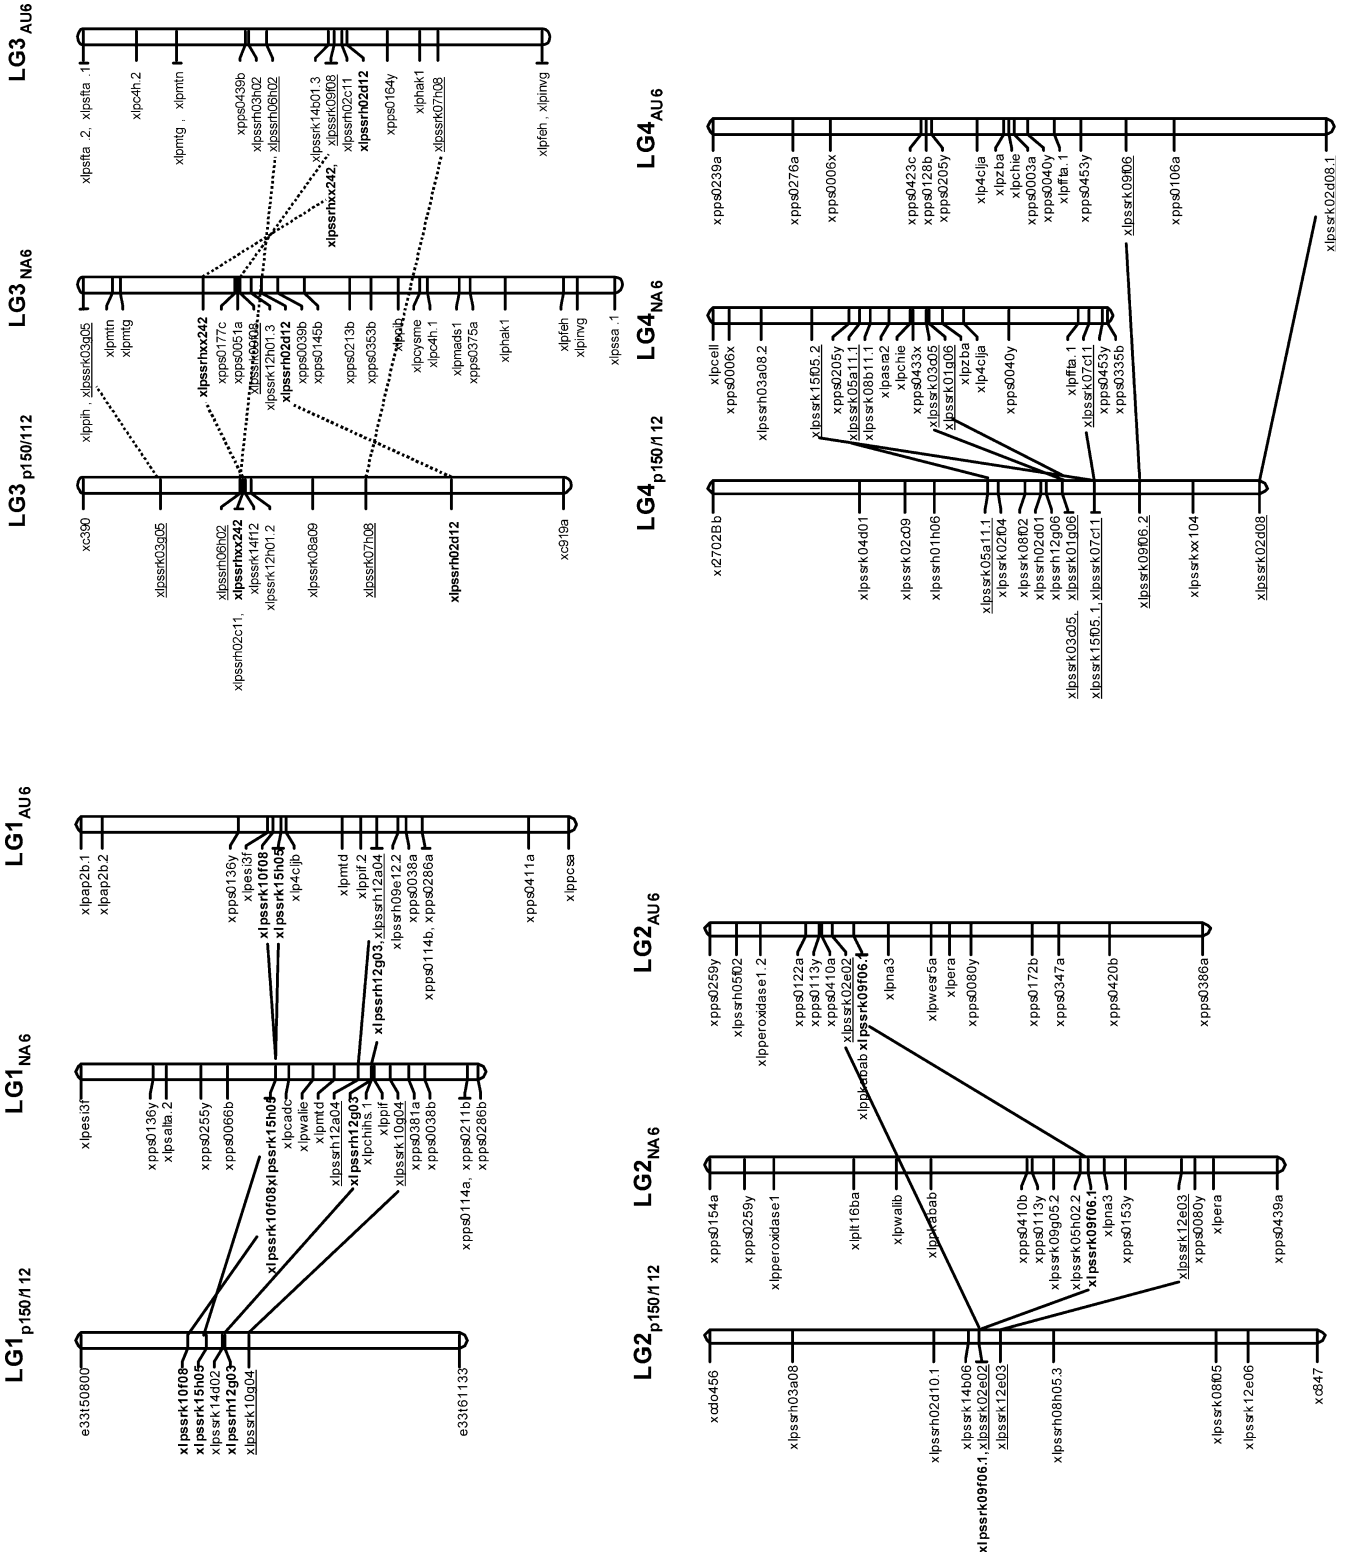 LG1p150/112
e33t50800
xlpssrk10f08
xlpssrk15h05
xlpssrk14d02
xlpssrh12g03
xlpssrk10g04
e33t61133
LG1NA6
xlpesi3f
xpps0136y
xlpsalta.2
xpps0255y
xpps0066b
xlpssrk10f08xlpssrk15h05
xlpcadc
xlpwalie
xlpmtd
xlpssrh12a04
xlpssrh12g03
xlpchihs.1
xlppif
xlpssrk10g04
xpps0381a
xpps0038b
xpps0114a, xpps0211b
xpps0286b
LG1AU6
xlpap2b.1
xlpap2b.2
xpps0136y
xlpesi3f
xlpssrk10f08
xlpssrk15h05
xlp4cljb
xlpmtd
xlppif.2
xlpssrh12g03, xlpssrh12a04
xlpssrh09e12.2
xpps0038a
xpps0114b, xpps0286a
xpps0411a
xlppcsa
LG2p150/112
xcdo456
xlpssrh03a08
xlpssrh02d10.1
xlpssrk14b06
xlpssrk09f06.1, xlpssrk02e02
xlpssrk12e03
xlpssrh08h05.3
xlpssrk08f05
xlpssrk12e06
xc847
LG2NA6
xpps0154a
xpps0259y
xlpperoxidase1
xlplt16ba
xlpwalib
xlppkabab
xpps0410b
xpps0113y
xlpssrk09g05.2
xlpssrk05h02.2
xlpssrk09f06.1
xlpna3
xpps0153y
xlpssrk12e03
xpps0080y
xlpera
xpps0439a
LG2AU6
xpps0259y
xlpssrh05f02
xlpperoxidase1.2
xpps0122a
xpps0113y
xpps0410a
xlpssrk02e02
xlppkabab xlpssrk09f06.1
xlpna3
xlpwesr5a
xlpera
xpps0080y
xpps0172b
xpps0347a
xpps0420b
xpps0386a
LG3p150/112
xc390
xlpssrk03g05
xlpssrh06h02
xlpssrh02c11, xlpssrhxx242
xlpssrk14f12
xlpssrk12h01.2
xlpssrk08a09
xlpssrk07h08
xlpssrh02d12
xc919a
LG3NA6
xlppih, xlpssrk03g05
xlpmtn
xlpmtg
xlpssrhxx242
xpps0177c
xpps0051a
xlpssrk12h01.3
xlpssrh02d12
xpps0039b
xpps0145b
xpps0213b
xpps0353b
xlppih
xlpcysme
xlpc4h.1
xlpmads1
xpps0375a
xlphak1
xlpfeh
xlpinvg
xlpssa .1
LG3AU6
xlpsfta .2, xlpsfta .1
xlpc4h.2
xlpmtg, xlpmtn
xpps0439b
xlpssrh03h02
xlpssrh06h02
xlpssrk14b01.3
xlpssrhxx242, xlpssrk09f08
xlpssrh02c11
xlpssrh02d12
xpps0164y
xlphak1
xlpssrk07h08
xlpfeh, xlpinvg
LG4p150/112
xr2702Bb
xlpssrk04d01
xlpssrk02d09
xlpssrh01h06
xlpssrk05a11.1
xlpssrk02f04
xlpssrk08f02
xlpssrh02d01
xlpssrh12g06
xlpssrk03c05, xlpssrk01g06
xlpssrk15f05.1, xlpssrk07c11
xlpssrk09f06.2
xlpssrkxx104
xlpssrk02d08
LG4NA6
xlpcell
xpps0006x
xlpssrh03a08.2
xlpssrk15f05.2
xpps0205y
xlpssrk05a11.1
xlpssrk08b11.1
xlpasra2
xlpchie
xpps0433x
xlpssrk03c05
xlpssrk01g06
xlpzba
xlp4clja
xpps0040y
xlpffta.1
xlpssrk07c11
xpps0453y
xpps0335b
LG4AU6
xpps0239a
xpps0276a
xpps0006x
xpps0423c
xpps0128b
xpps0205y
xlp4clja
xlpzba
xlpchie
xpps0003a
xpps0040y
xlpffta.1
xpps0453y
xlpssrk09f06
xpps0106a
xlpssrk02d08.1